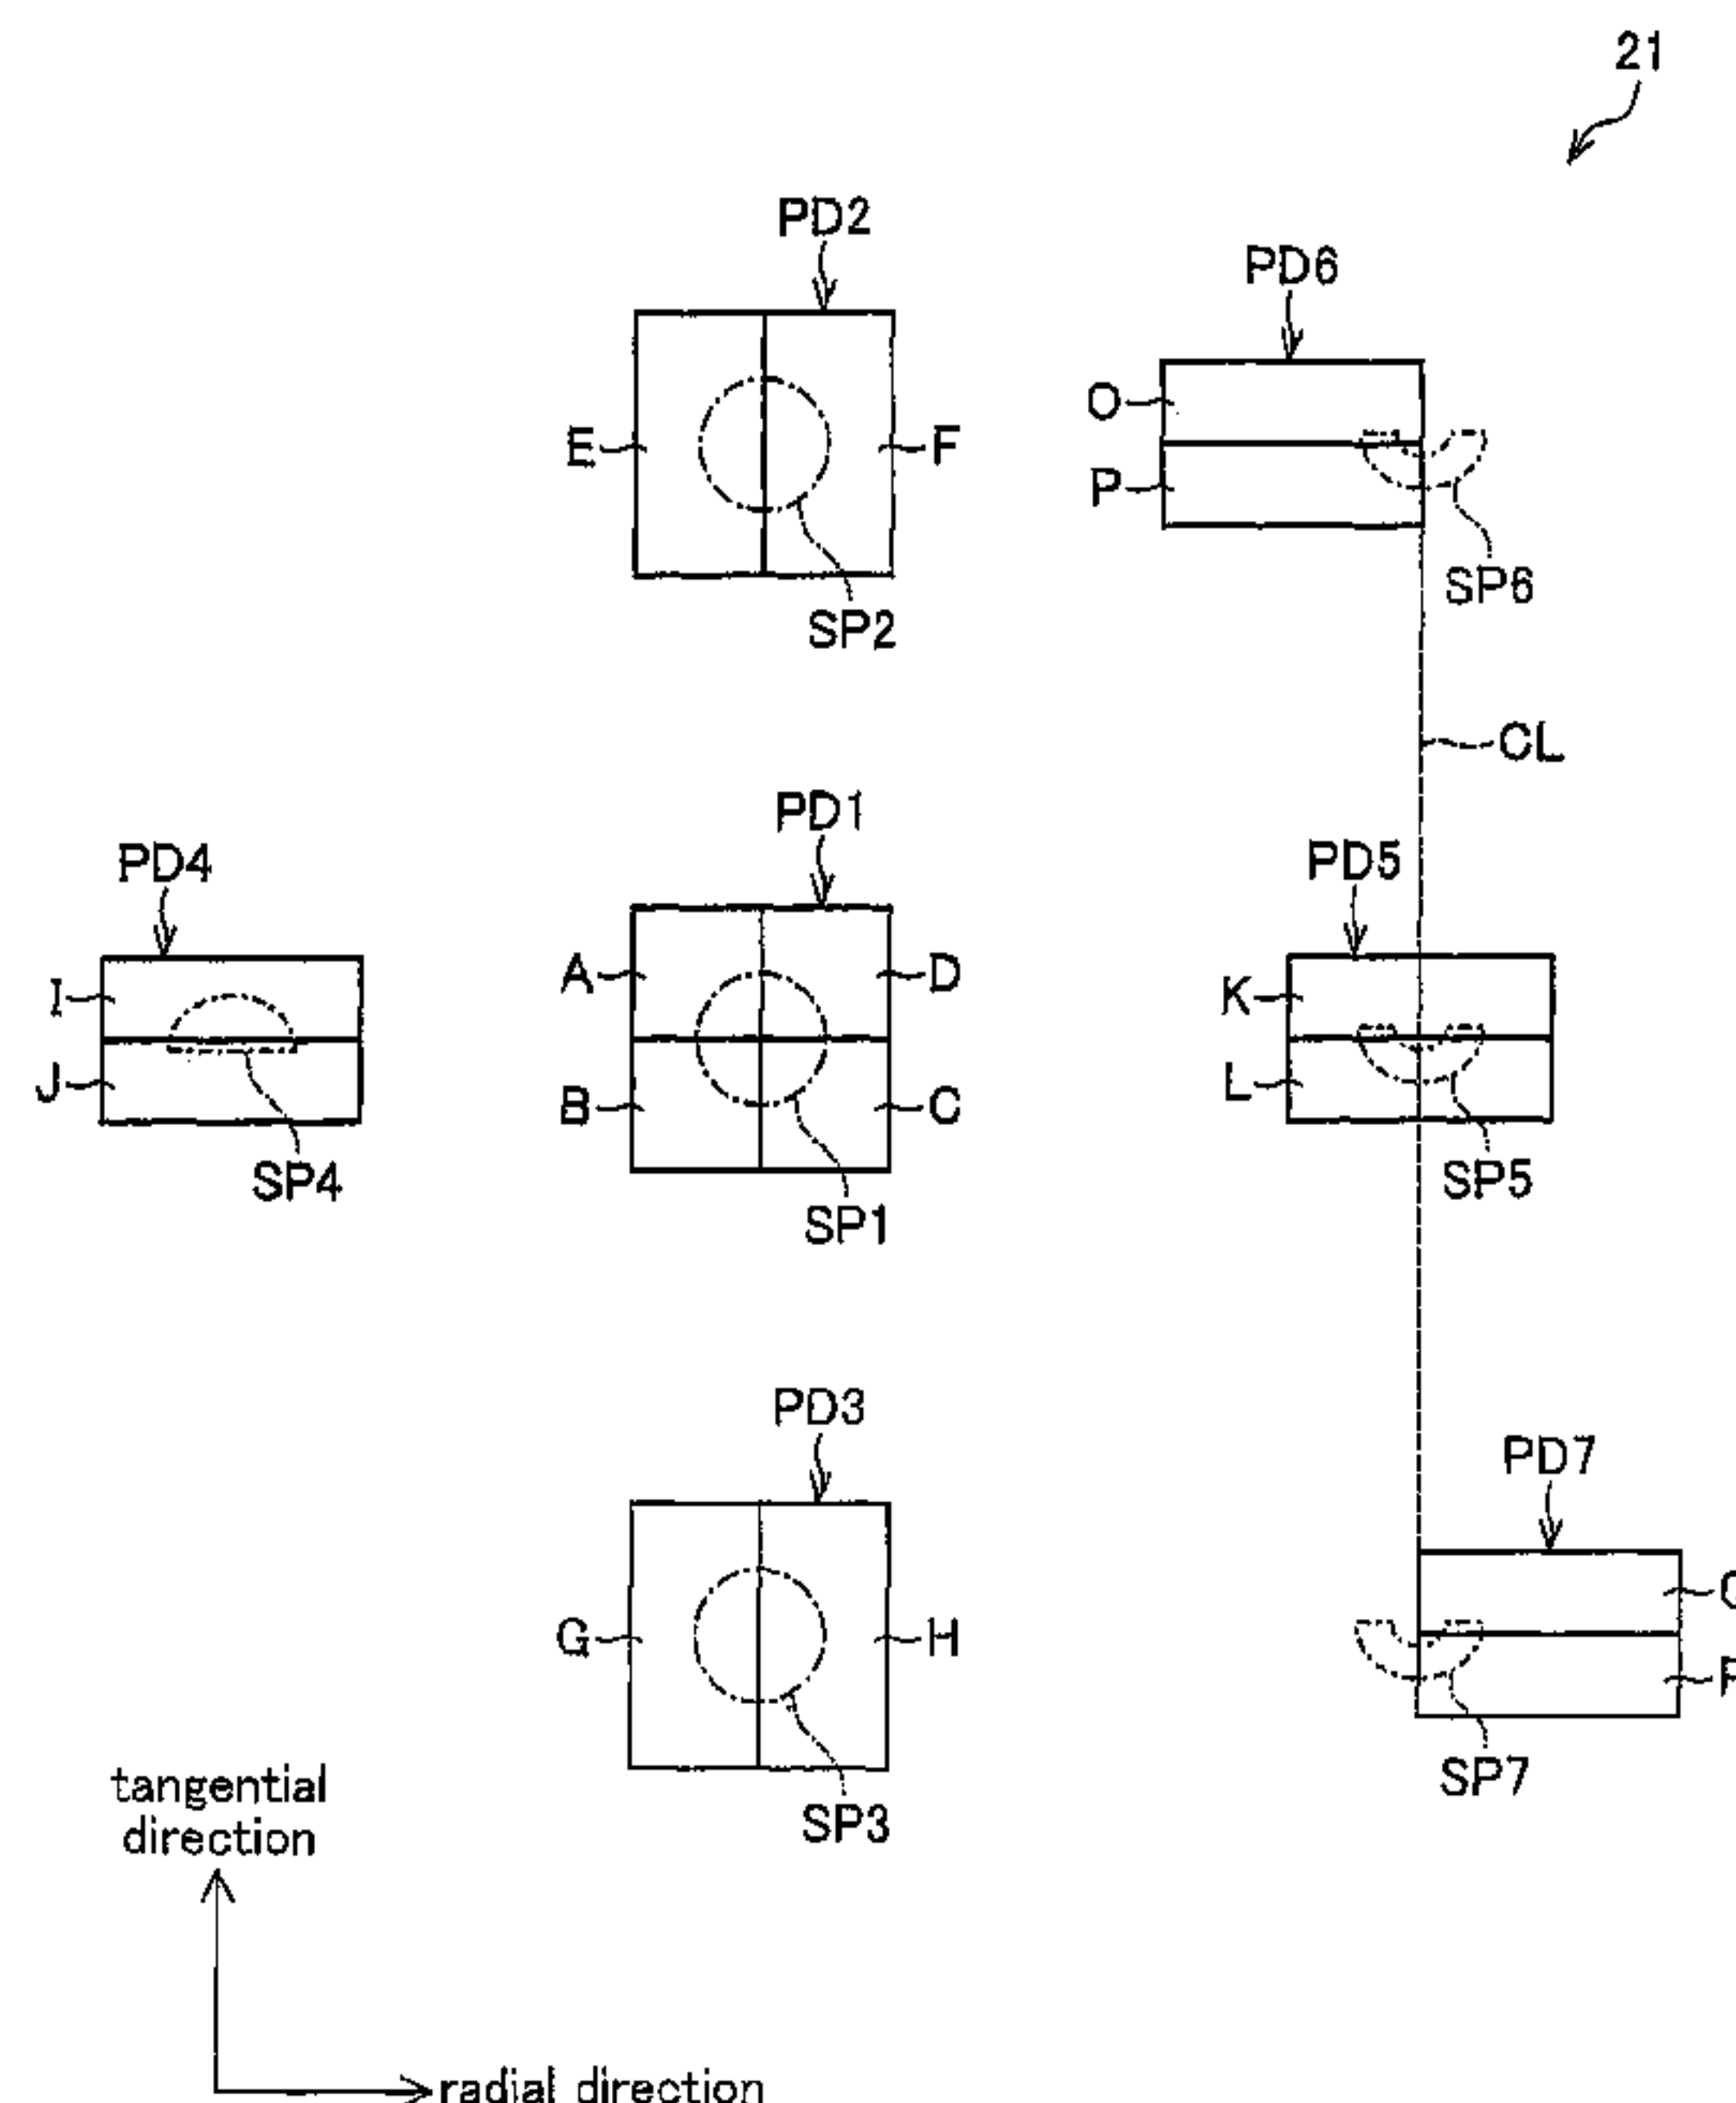 21
PD2
PD6
O
E
F
P
SP6
SP2
CL
PD1
PD4
PD5
A
D
I
K
J
B
C
L
SP4
SP5
SP1
PD3
PD7
G
H
SP7
SP3
tangential
direction
radial direction